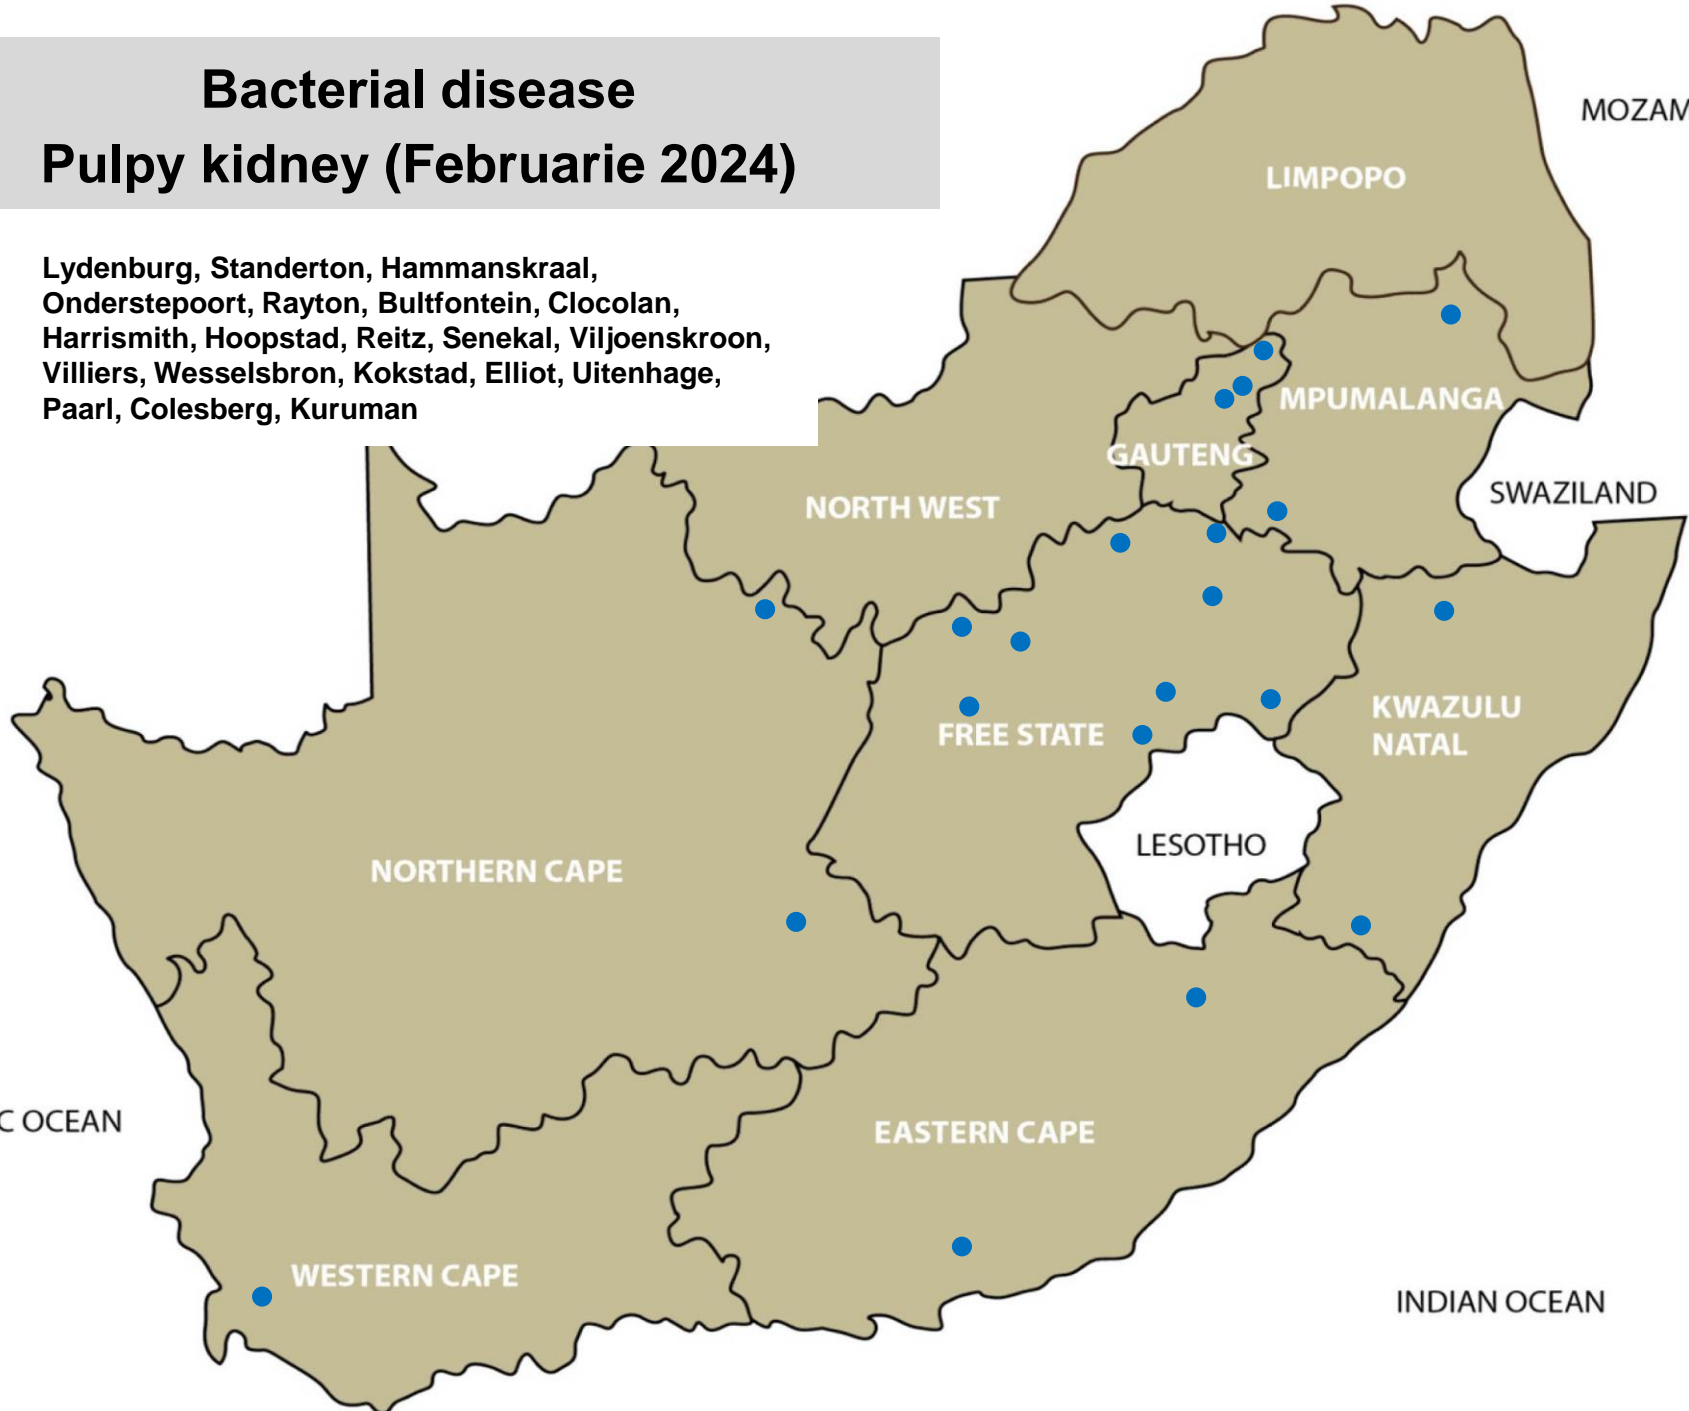 Bacterial disease
Pulpy kidney (Februarie 2024)
Lydenburg, Standerton, Hammanskraal,
Onderstepoort, Rayton, Bultfontein, Clocolan,
Harrismith, Hoopstad, Reitz, Senekal, Viljoenskroon,
Villiers, Wesselsbron, Kokstad, Elliot, Uitenhage,
Paarl, Colesberg, Kuruman
MOZAM
LIMPOPO
MPUMALANGA
GAUTENG
NORTH WEST
SWAZILAND
KWAZULU
NATAL
FREE STATE
LESOTHO
NORTHERN CAPE
C OCEAN
EASTERN CAPE
WESTERN CAPE
INDIAN OCEAN